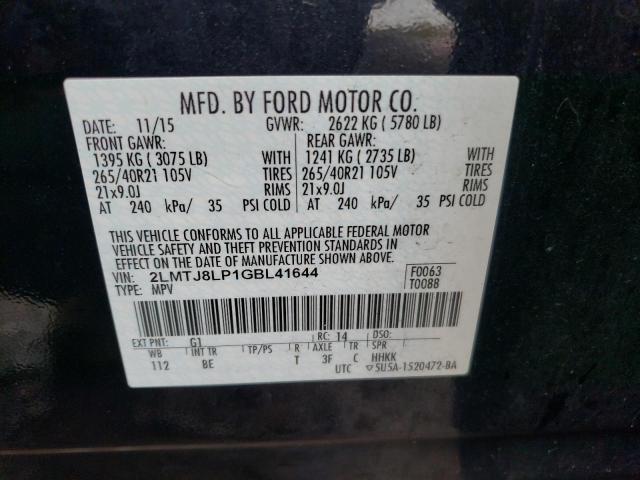 MFD. BY FORD MOTOR CO.
DATE: 11/15 GVWR: 2622 KG ( 5780 LB)
FRONT GAWR: REAR GAWR:
1395 KG ( 3075 LB) WITH 1241 KG ( 2735 LB) WITH
265/40R21 105V TIRES 265/40R21 105V TIRES
21x9.0J RIMS 21x9.0J RIMS
AT 240 kPa/ 35 PSI COLD AT 240 kPa/ 35 PSI COLD
THIS VEHICLE CONFORMS TO ALL APPLICABLE FEDERAL MOTOR
VEHICLE SAFETY AND THEFT PREVENTION STANDARDS IN
EFFECT ON THE DATE OF MANUFACTURE SHOWN ABOVE.
VIN: 2LMTJ8LP1GBL41644 F0063
TYPE: MPV T0088
EXT PNT: G1 RC: 14 DSO:
WB INT TR TP/PS R AXLE TR SPR
112 BE T 3F C HHKK
UTC ▽5U5A-1520472-BA